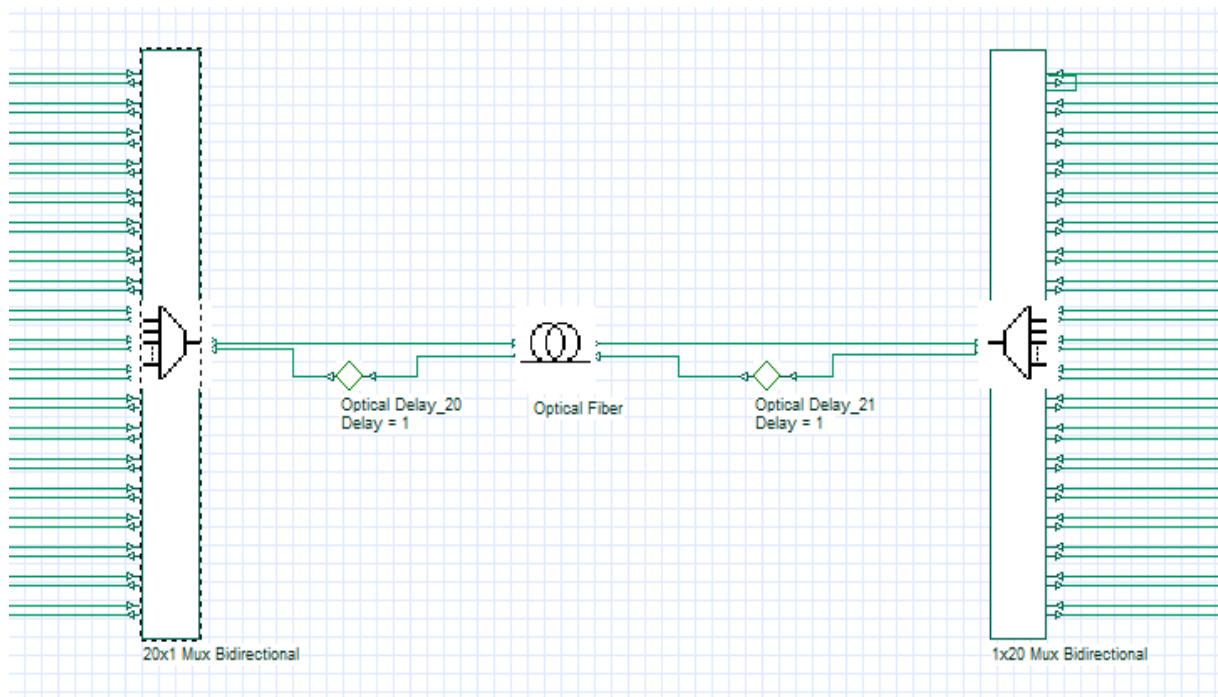 Optical Delay_20
Delay = 1
Optical Fiber
Optical Delay_21
Delay = 1
20x1 Mux Bidirectional
1x20 Mux Bidirectional